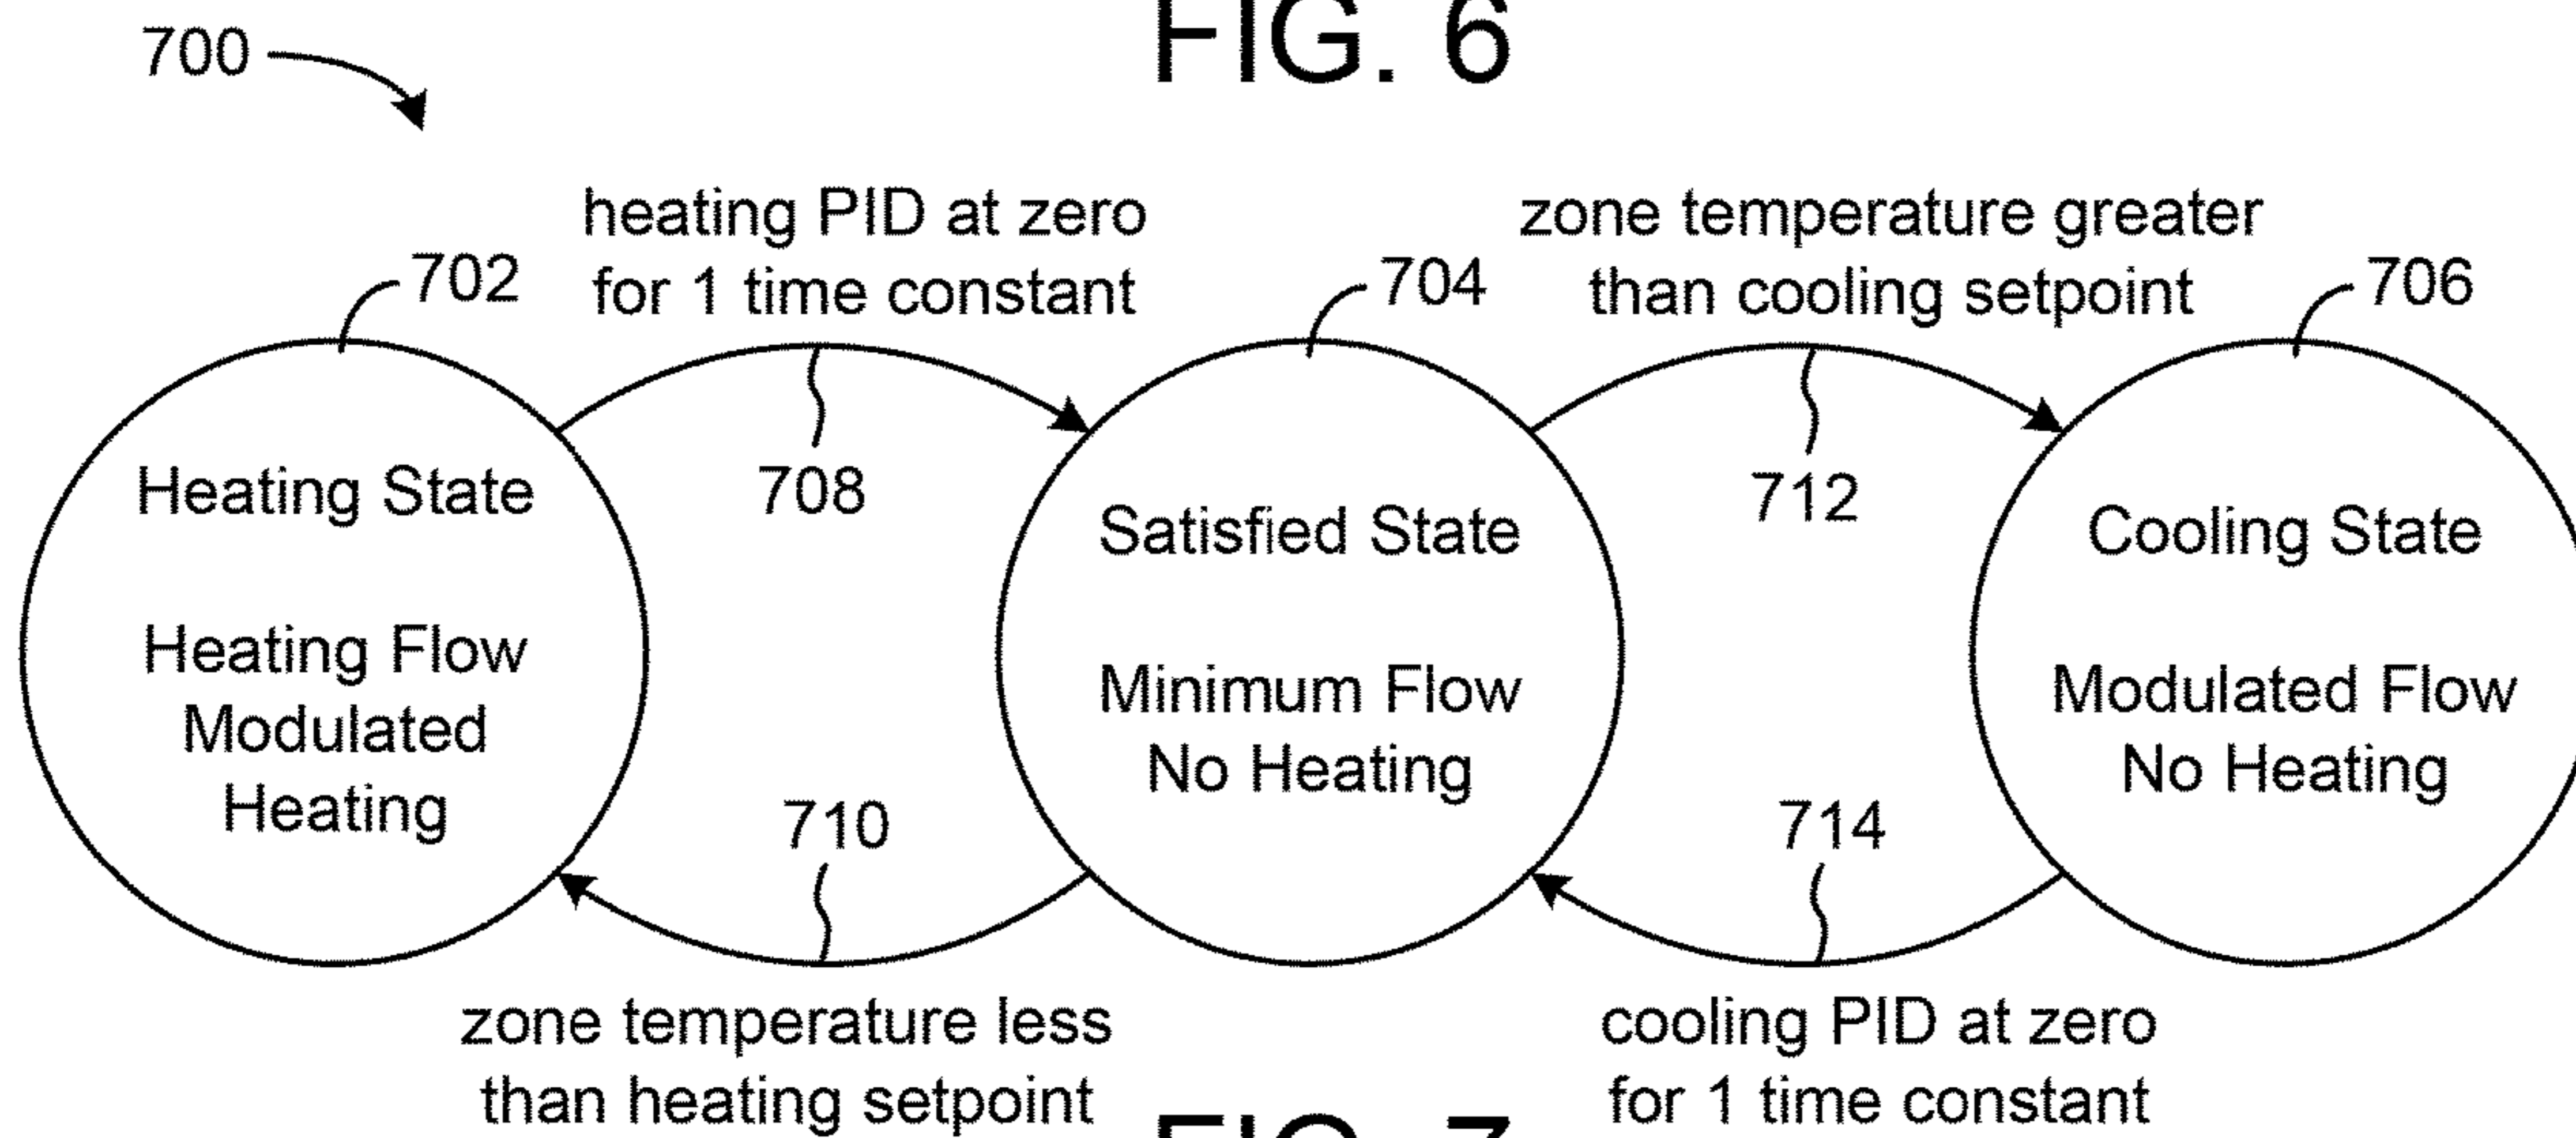 FIG. 6
700
heating PID at zero
for 1 time constant
zone temperature greater
than cooling setpoint
702
704
706
708
712
Heating State
Heating Flow
Modulated
Heating
Satisfied State
Minimum Flow
No Heating
Cooling State
Modulated Flow
No Heating
710
714
zone temperature less
than heating setpoint
cooling PID at zero
for 1 time constant
FIG. 7